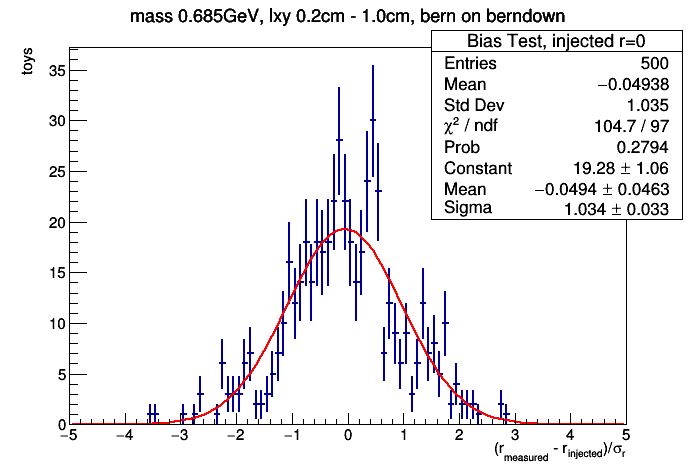 mass 0.685GeV, lxy 0.2cm - 1.0cm, bern on berndown
Bias Test, injected r=0
Entries 500
Mean −0.04938
Std Dev 1.035
χ² / ndf 104.7 / 97
Prob 0.2794
Constant 19.28 ± 1.06
Mean −0.0494 ± 0.0463
Sigma 1.034 ± 0.033
toys
35
30
25
20
15
10
5
0
−5 −4 −3 −2 −1 0 1 2 3 4 5
(r_measured - r_injected)/σ_r